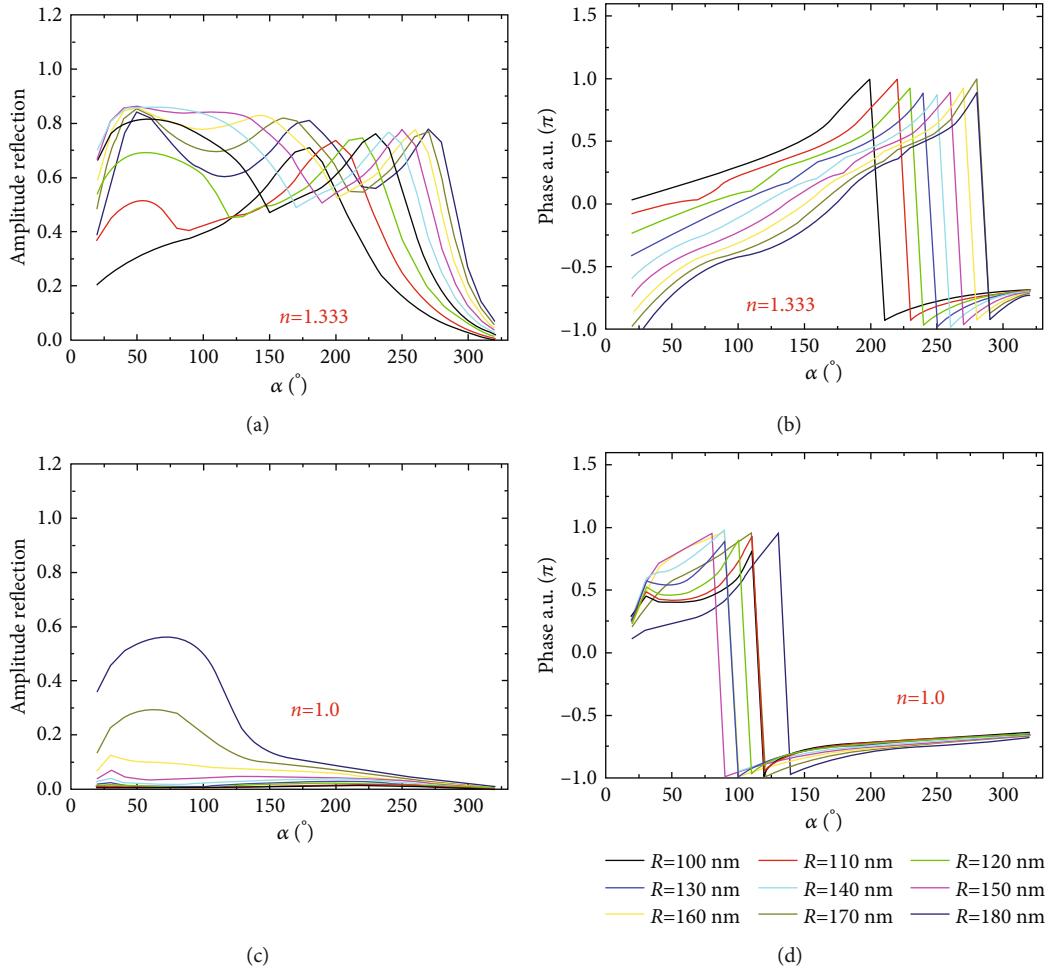 1.2
1.0
0.8
0.6
0.4
0.2
0.0
Amplitude reflection
n=1.333
0 50 100 150 200 250 300
α (°)
(a)
1.5
1.0
0.5
0.0
−0.5
−1.0
Phase a.u. (π)
n=1.333
0 50 100 150 200 250 300
α (°)
(b)
1.2
1.0
0.8
0.6
0.4
0.2
0.0
Amplitude reflection
n=1.0
0 50 100 150 200 250 300
α (°)
(c)
1.5
1.0
0.5
0.0
−0.5
−1.0
Phase a.u. (π)
n=1.0
0 50 100 150 200 250 300
α (°)
R=100 nm R=110 nm R=120 nm
R=130 nm R=140 nm R=150 nm
R=160 nm R=170 nm R=180 nm
(d)